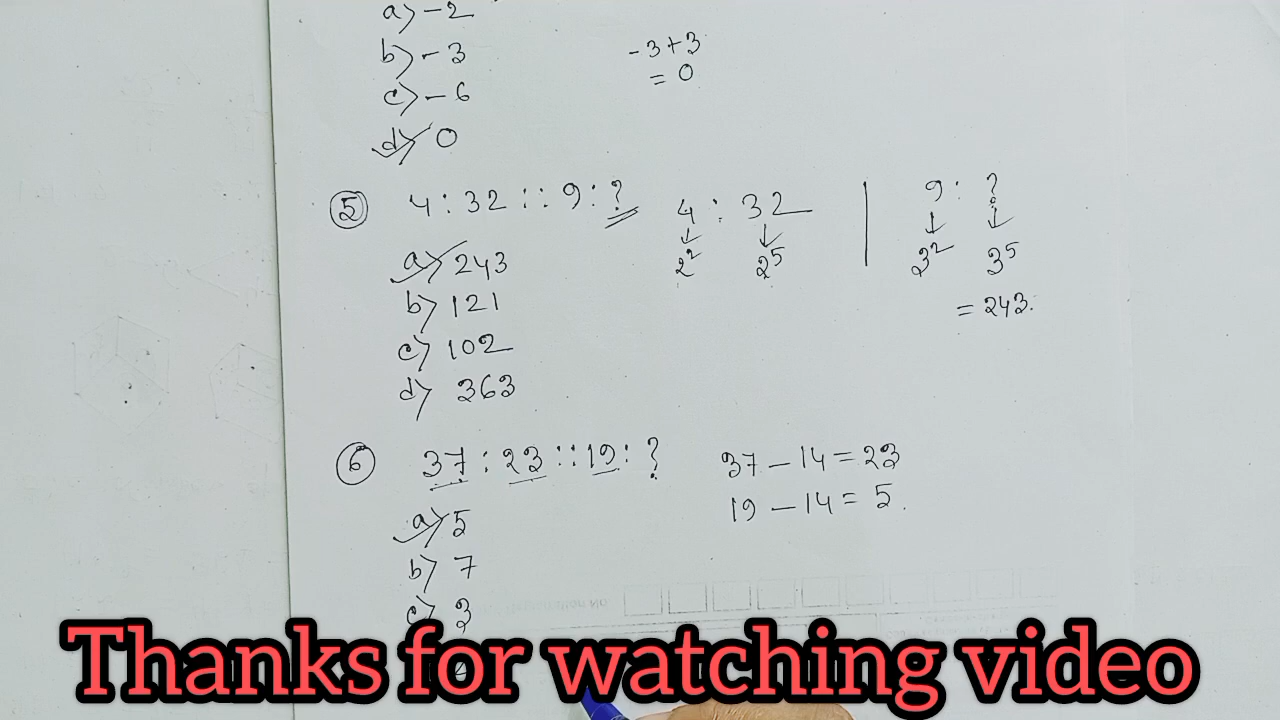 a) -2
b) -3
c) -6
d) 0
-3+3
= 0
5 4 : 32 :: 9 : ?
a) 243
b) 121
c) 102
d) 363
4 : 32
2² 2⁵
9 : ?
3² 3⁵
= 243.
6 37 : 23 :: 19 : ?
a) 5
b) 7
c) 3
37 - 14 = 23
19 - 14 = 5.
Thanks for watching video